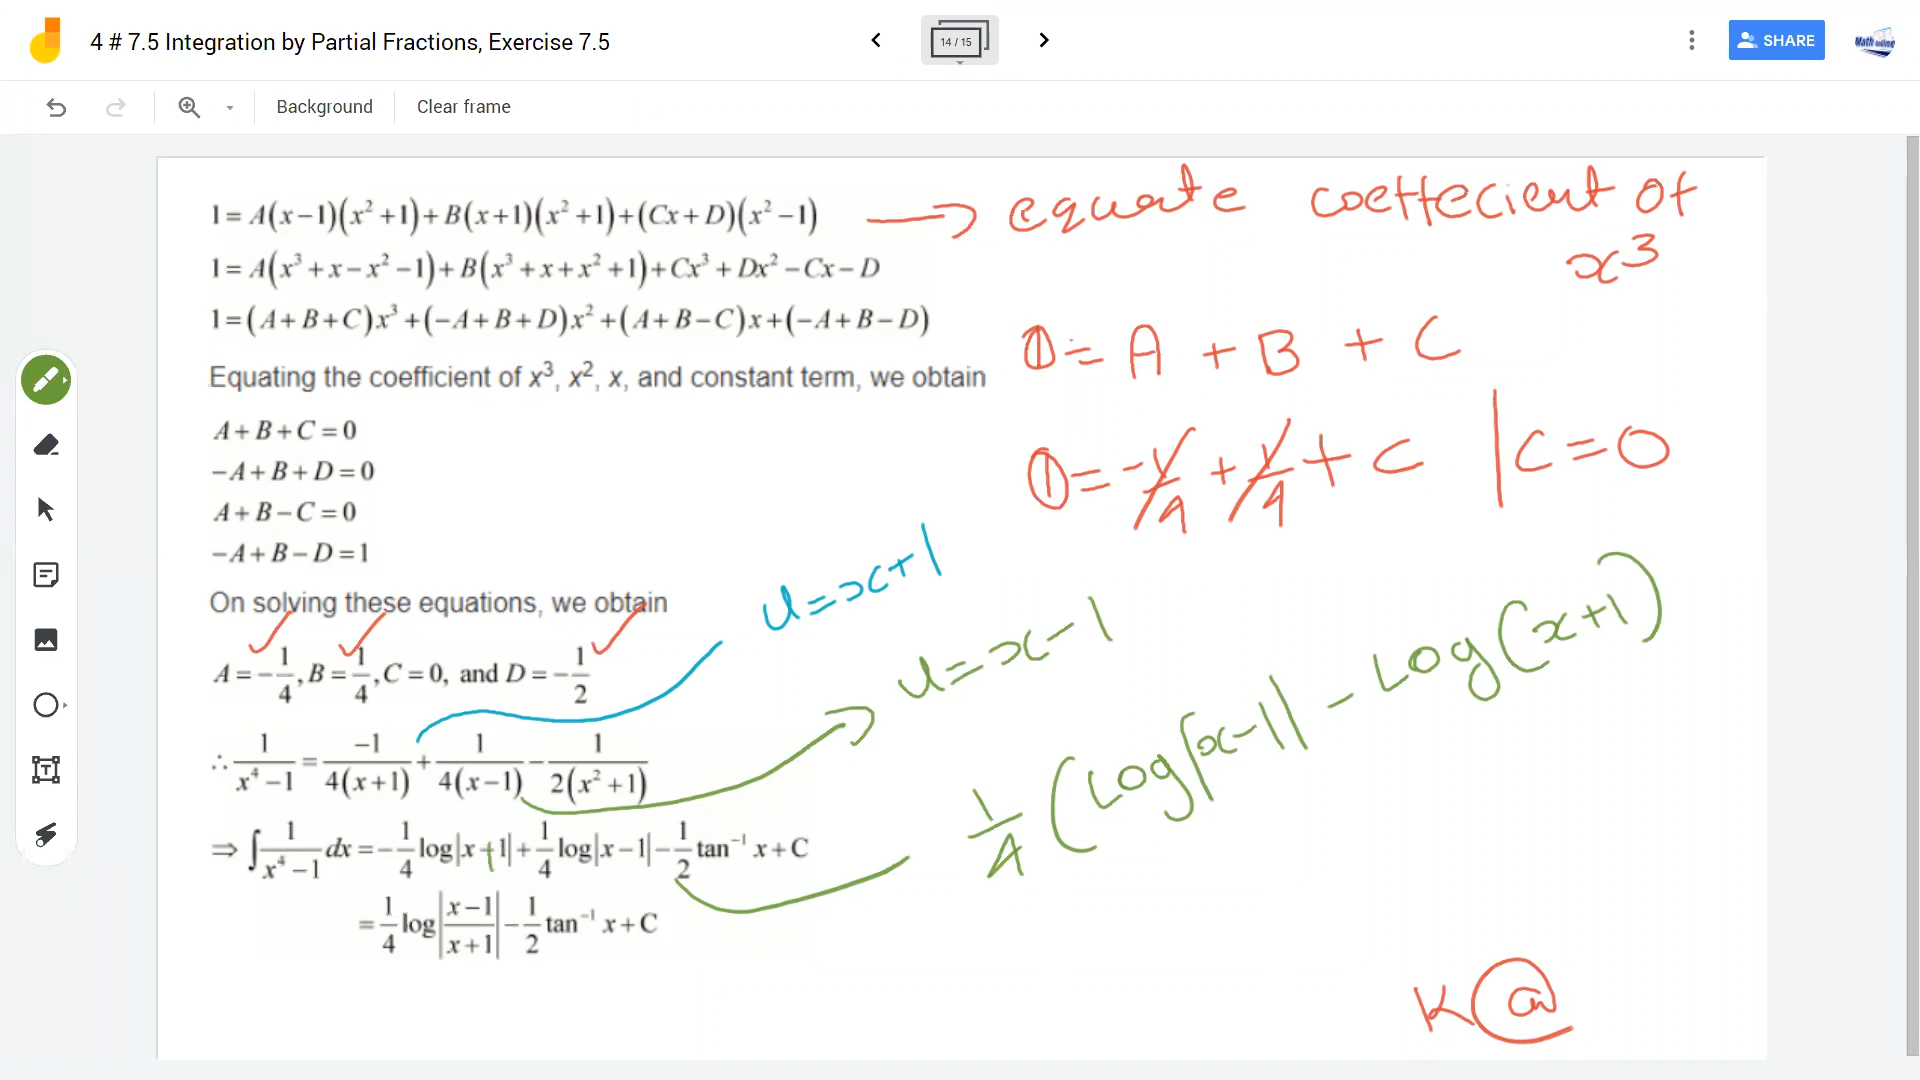 4 # 7.5 Integration by Partial Fractions, Exercise 7.5
14 / 15
SHARE
Math online
Background
Clear frame
1 = A(x−1)(x²+1)+B(x+1)(x²+1)+(Cx+D)(x²−1)
→ equate coeffecient of x³
1 = A(x³+x−x²−1)+B(x³+x+x²+1)+Cx³+Dx²−Cx−D
1=(A+B+C)x³+(−A+B+D)x²+(A+B−C)x+(−A+B−D)
Equating the coefficient of x³, x², x, and constant term, we obtain
A+B+C=0
−A+B+D=0
A+B−C=0
−A+B−D=1
On solving these equations, we obtain
A=−1/4, B=1/4, C=0, and D=−1/2
∴ 1/(x⁴−1) = −1/(4(x+1)) + 1/(4(x−1)) − 1/(2(x²+1))
⇒ ∫ 1/(x⁴−1) dx = −1/4 log|x+1| + 1/4 log|x−1| − 1/2 tan⁻¹ x + C
= 1/4 log|(x−1)/(x+1)| − 1/2 tan⁻¹ x + C
= A + B + C
= −1/4 + 1/4 + C | C = 0
u = x+1
u = x−1
1/4 (log|x−1| − log(x+1)
T